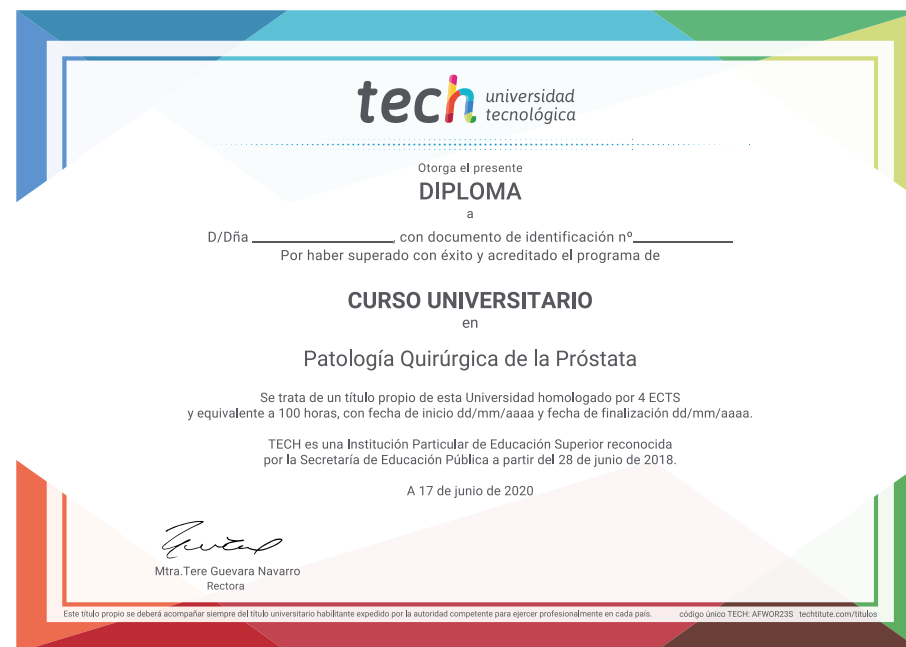 tech universidad
tecnológica
Otorga el presente
DIPLOMA
a
D/Dña , con documento de identificación nº
Por haber superado con éxito y acreditado el programa de
CURSO UNIVERSITARIO
en
Patología Quirúrgica de la Próstata
Se trata de un título propio de esta Universidad homologado por 4 ECTS
y equivalente a 100 horas, con fecha de inicio dd/mm/aaaa y fecha de finalización dd/mm/aaaa.
TECH es una Institución Particular de Educación Superior reconocida
por la Secretaría de Educación Pública a partir del 28 de junio de 2018.
A 17 de junio de 2020
Mtra.Tere Guevara Navarro
Rectora
Este título propio se deberá acompañar siempre del título universitario habilitante expedido por la autoridad competente para ejercer profesionalmente en cada país. código único TECH: AFWOR23S techtitute.com/titulos